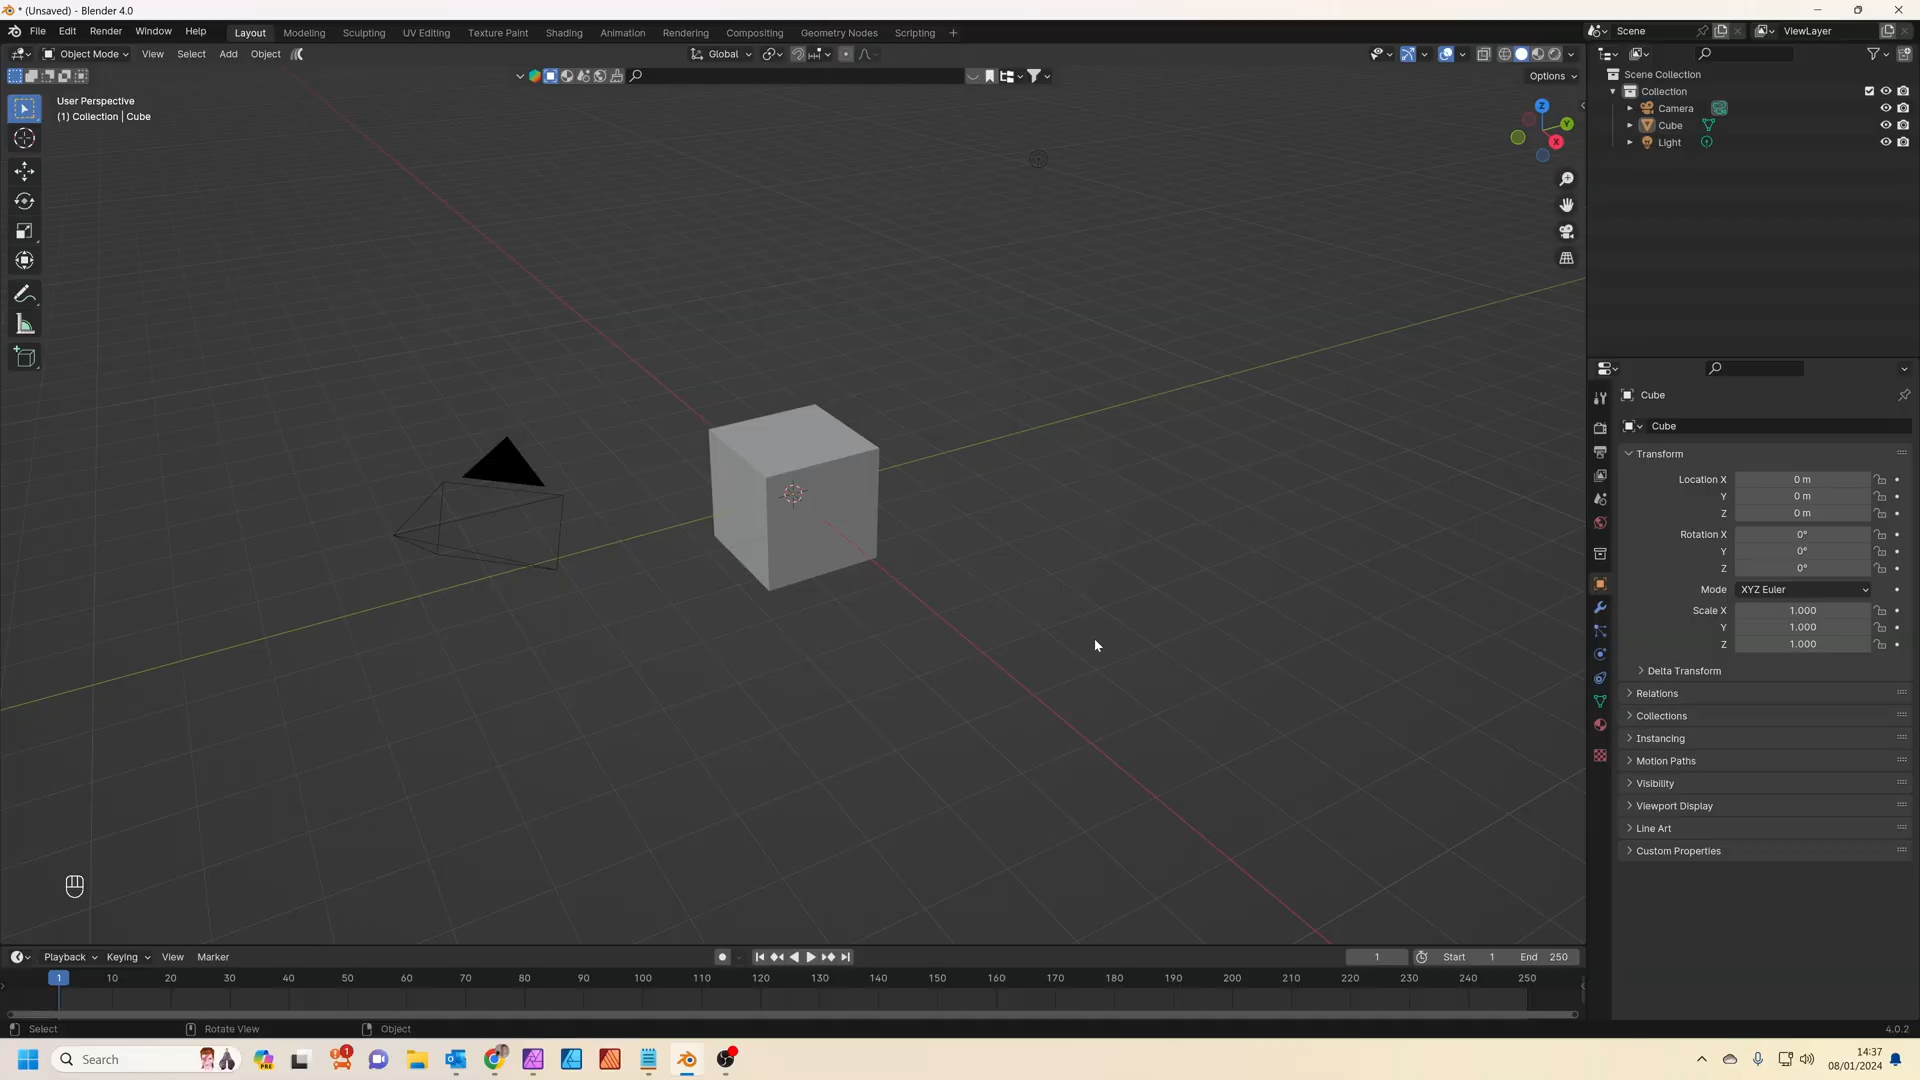 * (Unsaved) - Blender 4.0
File Edit Render Window Help Layout Modeling Sculpting UV Editing Texture Paint Shading Animation Rendering Compositing Geometry Nodes Scripting + Scene ViewLayer
Object Mode View Select Add Object Global
Options
User Perspective
(1) Collection | Cube
Z
Y
X
Scene Collection
Collection
Camera
Cube
Light
Cube
Cube
Transform
Location X 0 m
Y 0 m
Z 0 m
Rotation X 0°
Y 0°
Z 0°
Mode XYZ Euler
Scale X 1.000
Y 1.000
Z 1.000
Delta Transform
Relations
Collections
Instancing
Motion Paths
Visibility
Viewport Display
Line Art
Custom Properties
Playback Keying View Marker 1 Start 1 End 250
1 10 20 30 40 50 60 70 80 90 100 110 120 130 140 150 160 170 180 190 200 210 220 230 240 250
Select Rotate View Object 4.0.2
Search PRE 1 14:37
08/01/2024